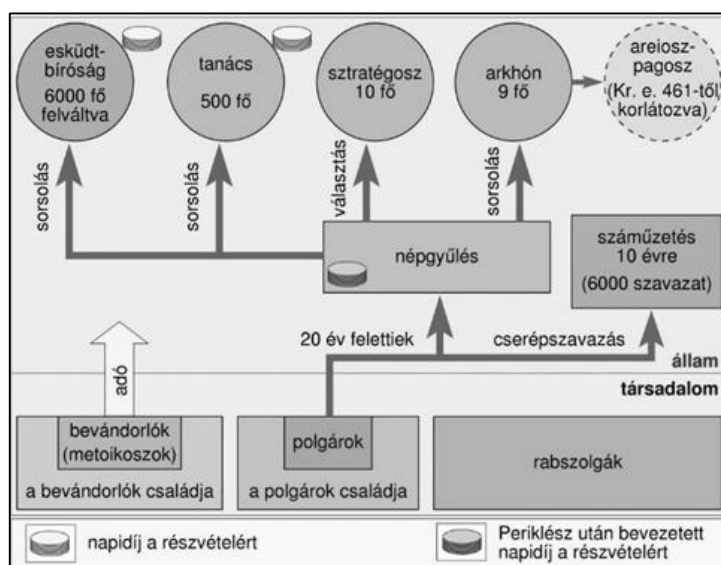 esküdt-
bíróság
6000 fő
felváltva
tanács
500 fő
sztratégosz
10 fő
arkhón
9 fő
areiosz-
pagosz
(Kr. e. 461-től
korlátozva)
sorsolás
sorsolás
választás
sorsolás
népgyűlés
száműzetés
10 évre
(6000 szavazat)
20 év felettiek
cserépszavazás
állam
társadalom
adó
bevándorlók
(metoikoszok)
a bevándorlók családja
polgárok
a polgárok családja
rabszolgák
napidíj a részvételért
Periklész után bevezetett
napidíj a részvételért